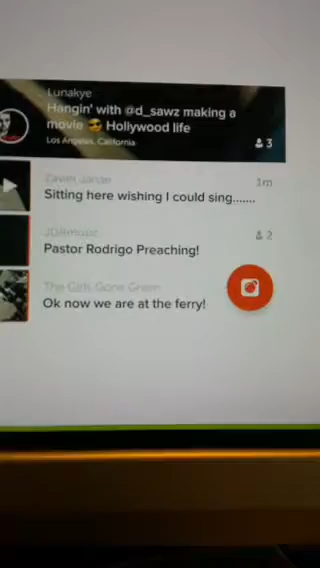 Lunakye
Hangin' with @d_sawz making a
movie 😎 Hollywood life
Los Angeles, California
3
1m
Sitting here wishing I could sing.......
2
Pastor Rodrigo Preaching!
The Girls Gone Green
Ok now we are at the ferry!